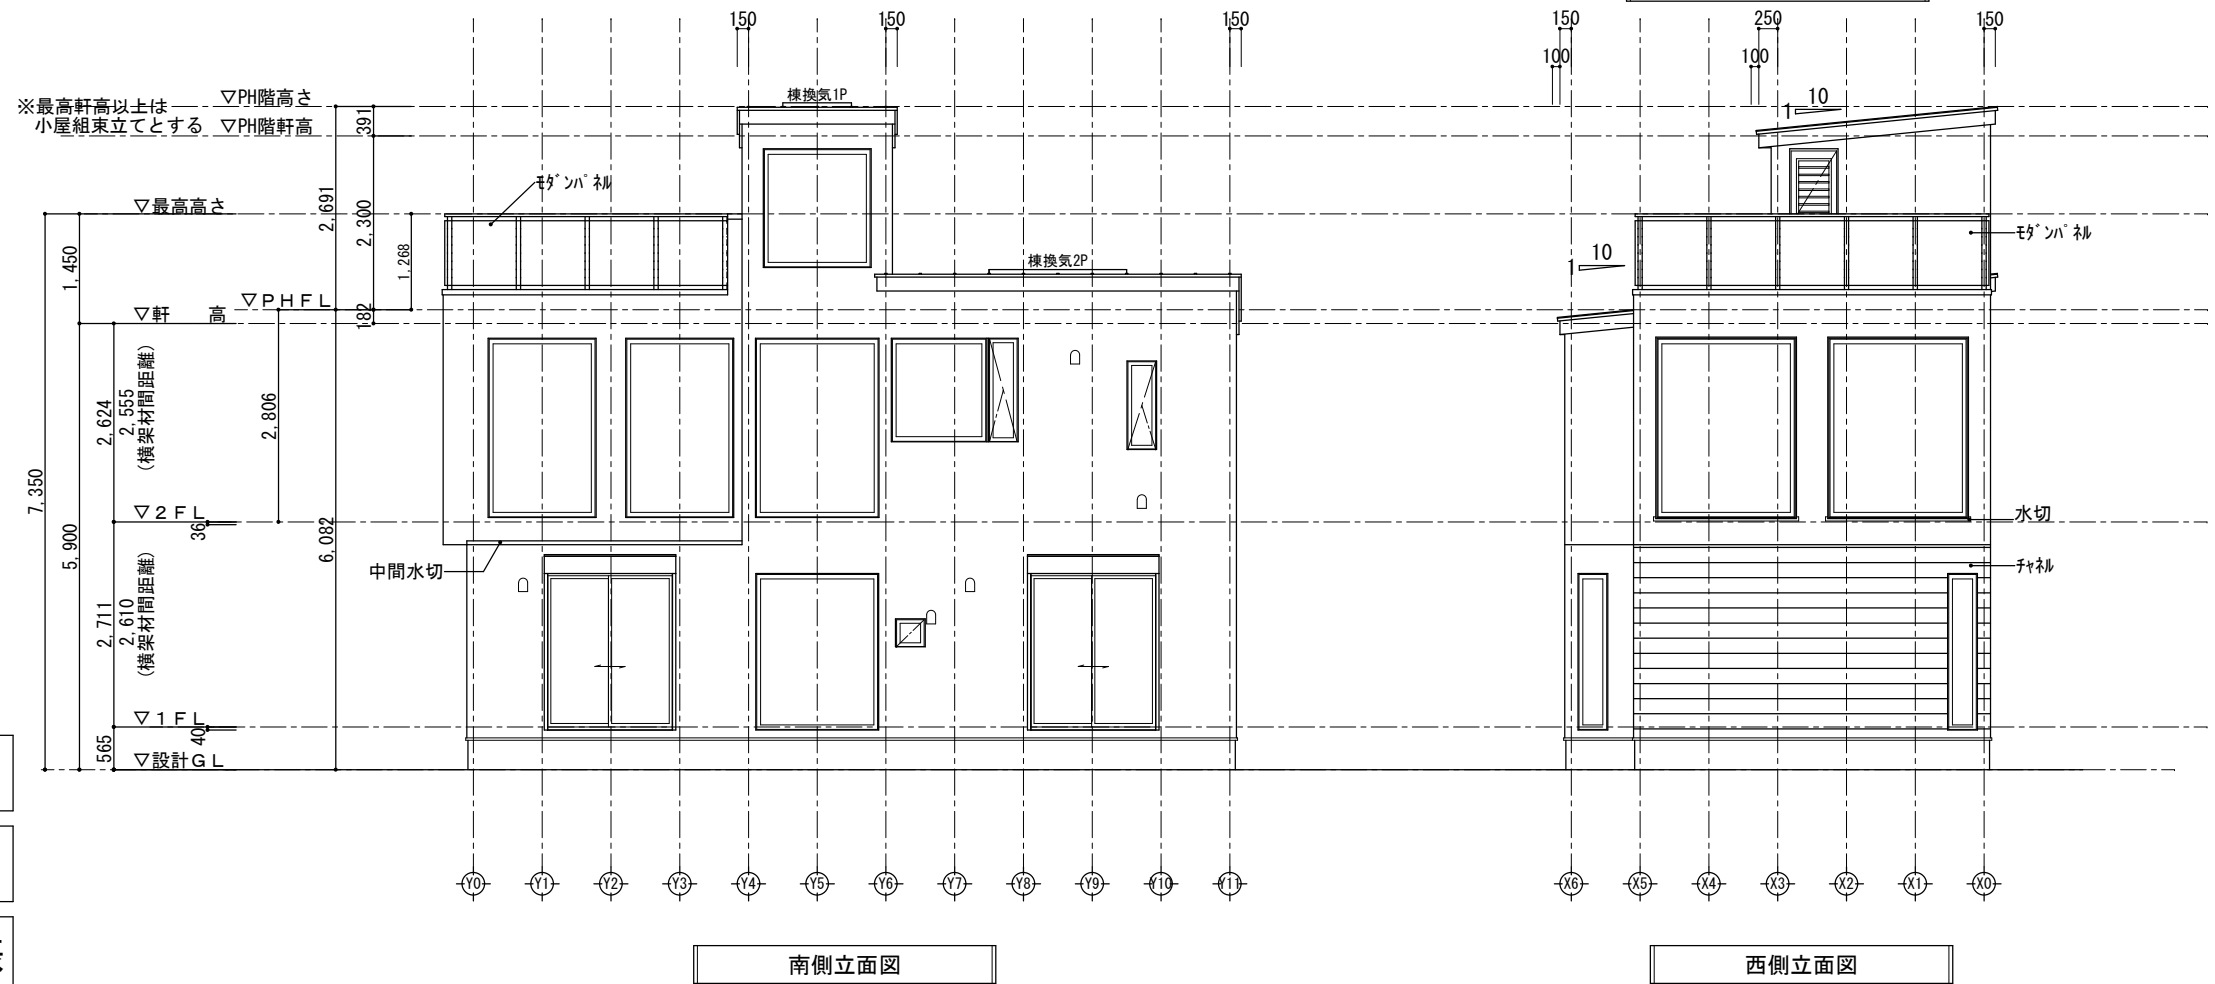 150
150
150
150
250
150
100
100
※最高軒高以上は
小屋組束立てとする
▽PH階高さ
▽PH階軒高
391
2,691
2,300
182
1,268
棟換気1P
1
10
モダンパネル
▽最高高さ
1,450
棟換気2P
モダンパネル
1
10
▽PHFL
▽軒　高
2,624
2,555
(横架材間距離)
2,806
7,350
5,900
6,082
▽2FL
36
水切
中間水切
チャネル
2,711
2,610
(横架材間距離)
▽1FL
40
565
▽設計GL
Y0
Y1
Y2
Y3
Y4
Y5
Y6
Y7
Y8
Y9
Y10
Y11
X6
X5
X4
X3
X2
X1
X0
南側立面図
西側立面図